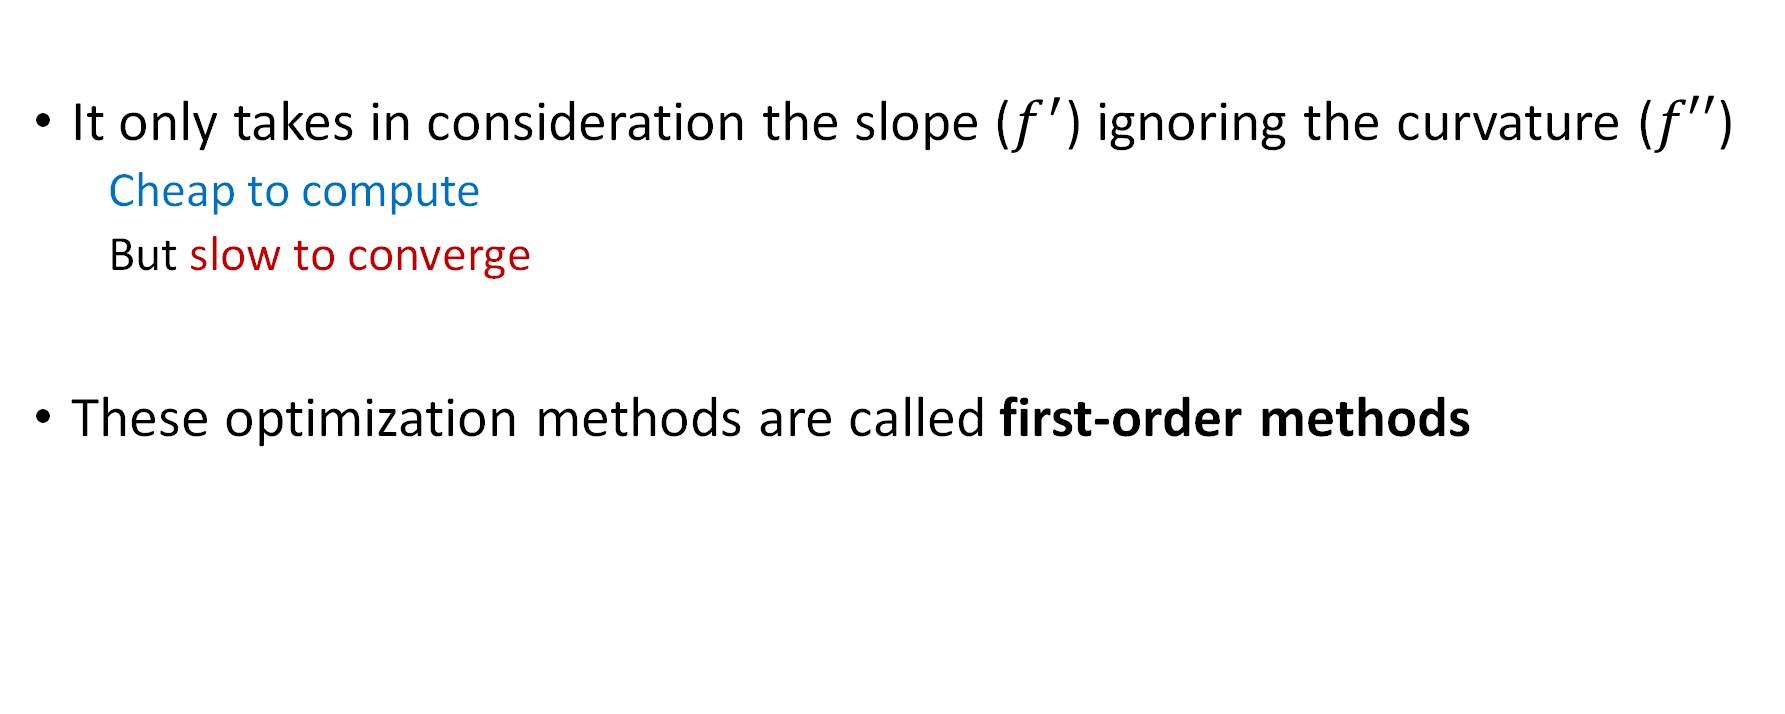 • It only takes in consideration the slope (f′) ignoring the curvature (f′′)
Cheap to compute
But slow to converge
• These optimization methods are called first-order methods